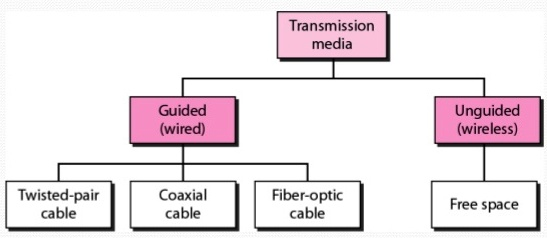 Transmission
media
Guided
(wired)
Unguided
(wireless)
Twisted-pair
cable
Coaxial
cable
Fiber-optic
cable
Free space